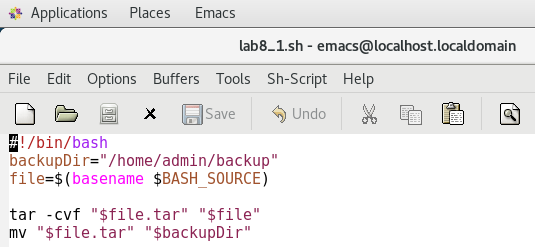 Applications Places Emacs
lab8_1.sh - emacs@localhost.localdomain
File Edit Options Buffers Tools Sh-Script Help
Save Undo
#!/bin/bash
backupDir="/home/admin/backup"
file=$(basename $BASH_SOURCE)
tar -cvf "$file.tar" "$file"
mv "$file.tar" "$backupDir"